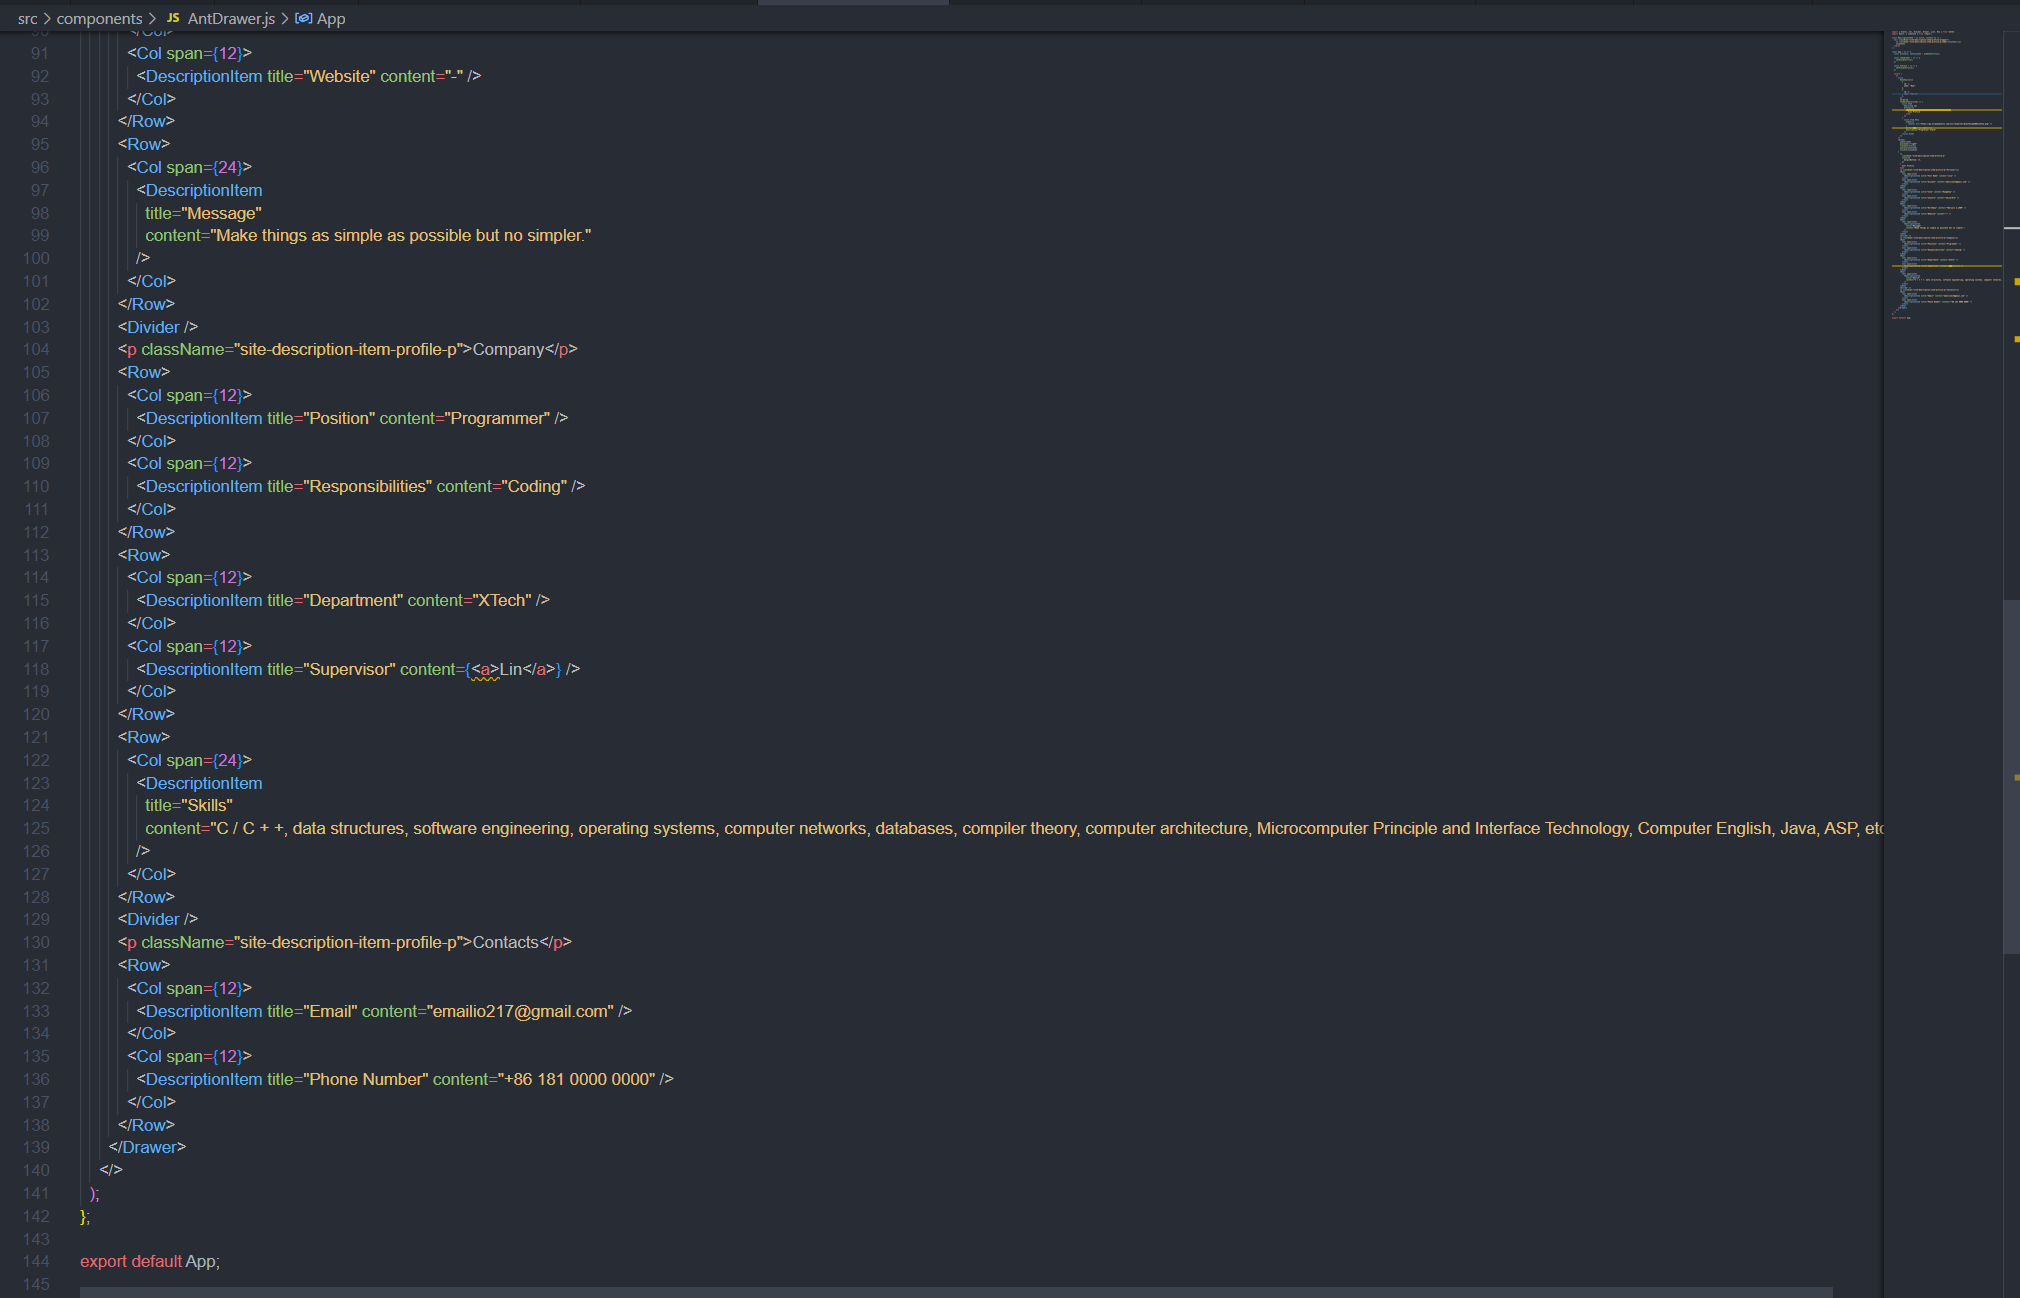 src > components > JS AntDrawer.js > App
90 </Col>
91 <Col span={12}>
92 <DescriptionItem title="Website" content="-" />
93 </Col>
94 </Row>
95 <Row>
96 <Col span={24}>
97 <DescriptionItem
98 title="Message"
99 content="Make things as simple as possible but no simpler."
100 />
101 </Col>
102 </Row>
103 <Divider />
104 <p className="site-description-item-profile-p">Company</p>
105 <Row>
106 <Col span={12}>
107 <DescriptionItem title="Position" content="Programmer" />
108 </Col>
109 <Col span={12}>
110 <DescriptionItem title="Responsibilities" content="Coding" />
111 </Col>
112 </Row>
113 <Row>
114 <Col span={12}>
115 <DescriptionItem title="Department" content="XTech" />
116 </Col>
117 <Col span={12}>
118 <DescriptionItem title="Supervisor" content={<a>Lin</a>} />
119 </Col>
120 </Row>
121 <Row>
122 <Col span={24}>
123 <DescriptionItem
124 title="Skills"
125 content="C / C + +, data structures, software engineering, operating systems, computer networks, databases, compiler theory, computer architecture, Microcomputer Principle and Interface Technology, Computer English, Java, ASP, etc
126 />
127 </Col>
128 </Row>
129 <Divider />
130 <p className="site-description-item-profile-p">Contacts</p>
131 <Row>
132 <Col span={12}>
133 <DescriptionItem title="Email" content="emailio217@gmail.com" />
134 </Col>
135 <Col span={12}>
136 <DescriptionItem title="Phone Number" content="+86 181 0000 0000" />
137 </Col>
138 </Row>
139 </Drawer>
140 </>
141 );
142 };
143
144 export default App;
145